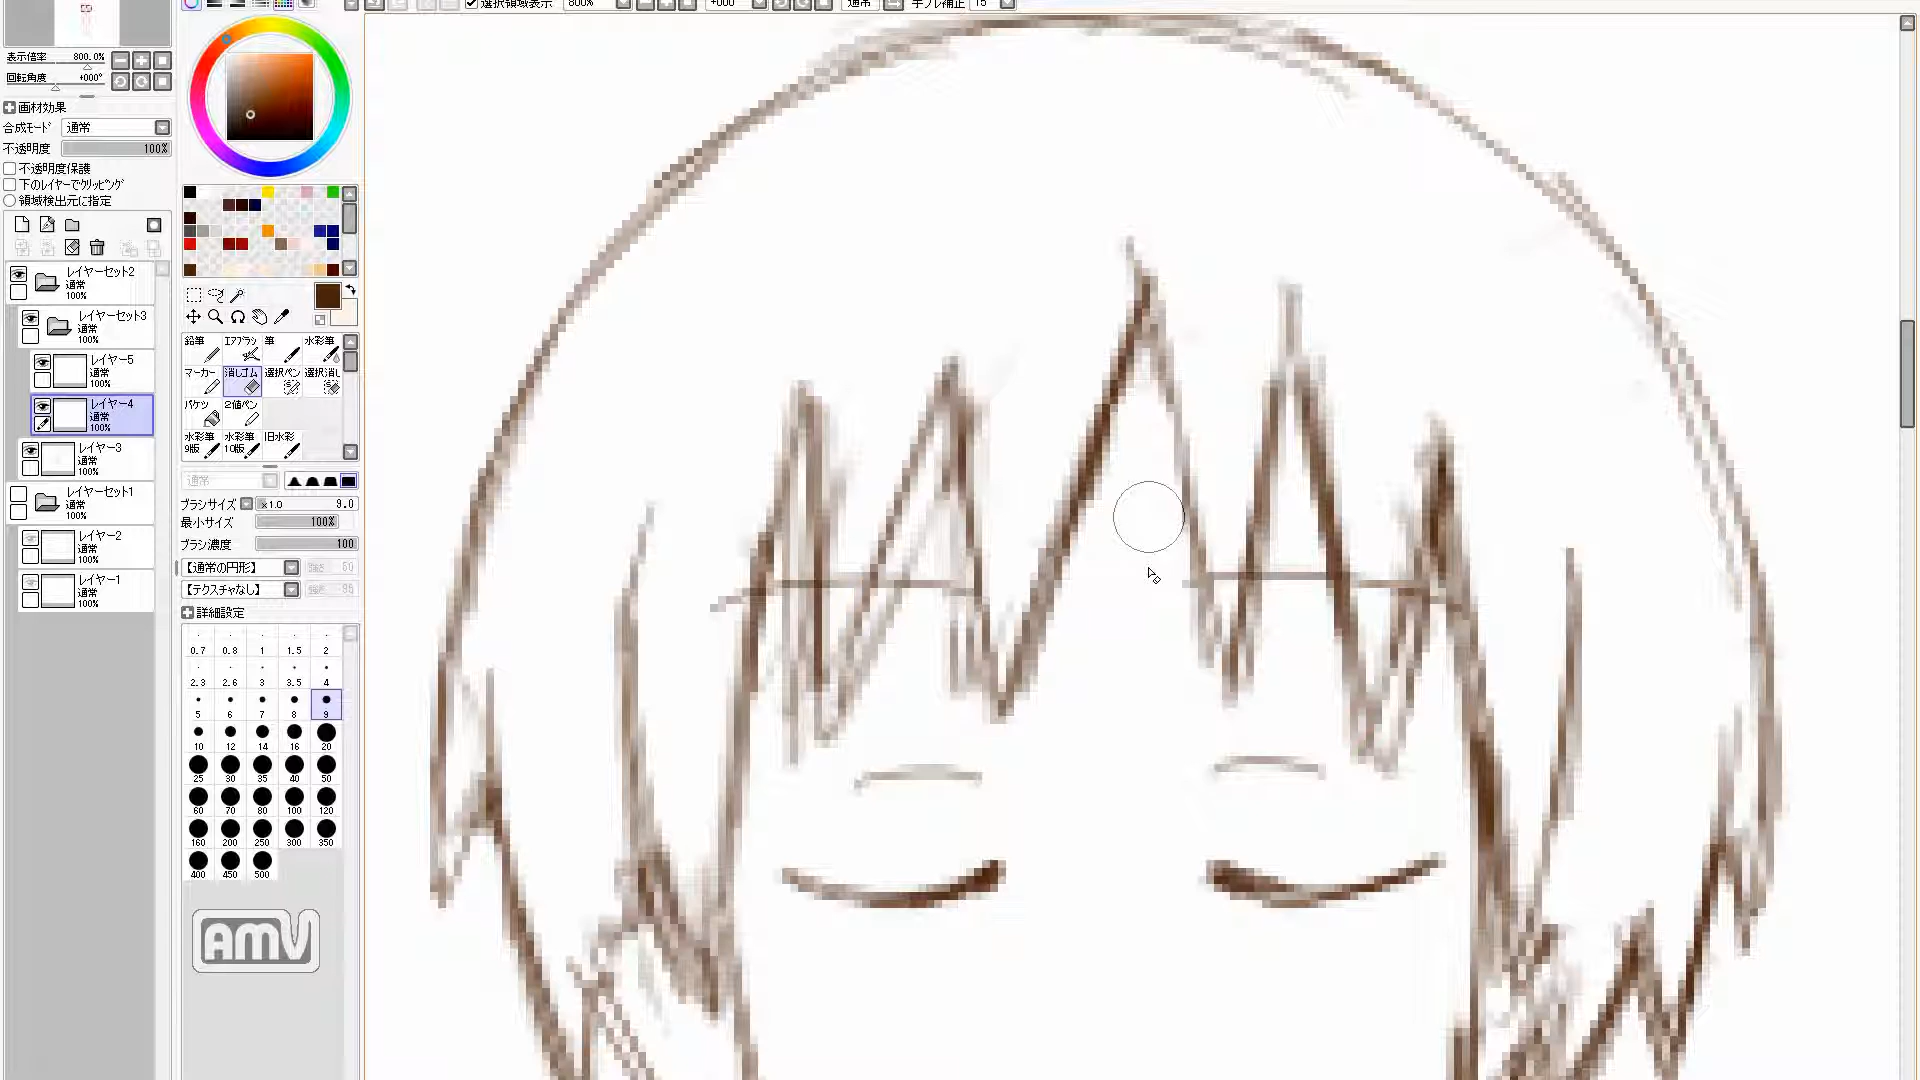 選択領域表示 800% +000° 通常 手ブレ補正 15
表示倍率 800.0%
回転角度 +000°
画材効果
合成モード 通常
不透明度 100%
不透明度保護
下のレイヤーでクリッピング
領域検出元に指定
レイヤーセット2
通常
100%
レイヤーセット3
通常
100%
レイヤー5
通常
100%
レイヤー4
通常
100%
レイヤー3
通常
100%
レイヤーセット1
通常
100%
レイヤー2
通常
100%
レイヤー1
通常
100%
鉛筆 エアブラシ 筆 水彩筆
マーカー 消しゴム 選択ペン 選択消し
バケツ 2値ペン
水彩筆 9版 水彩筆 10版 旧水彩
通常
ブラシサイズ x1.0 9.0
最小サイズ 100%
ブラシ濃度 100
【通常の円形】 強さ 50
【テクスチャなし】 強さ 95
詳細設定
0.7 0.8 1 1.5 2
2.3 2.6 3 3.5 4
5 6 7 8 9
10 12 14 16 20
25 30 35 40 50
60 70 80 100 120
160 200 250 300 350
400 450 500
AMV